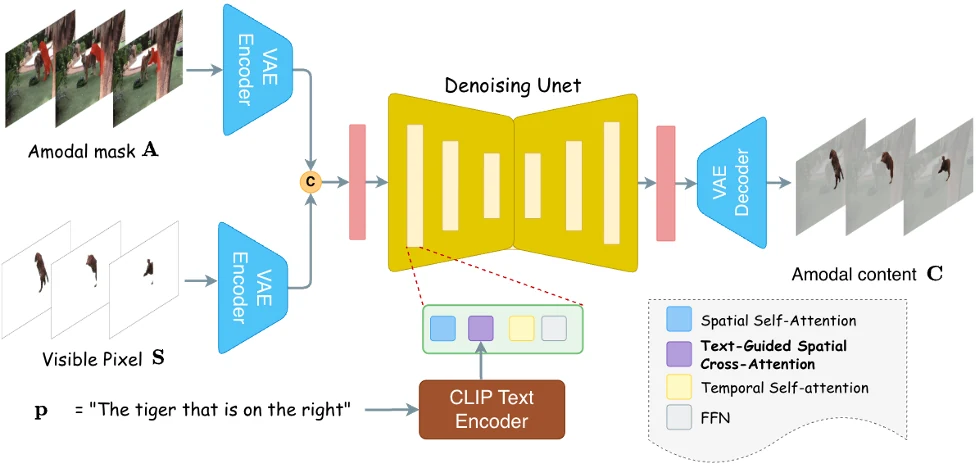 VAE
Encoder
Amodal mask A
Denoising Unet
C
VAE
Decoder
Amodal content C
VAE
Encoder
Visible Pixel S
Spatial Self-Attention
Text-Guided Spatial
Cross-Attention
Temporal Self-attention
FFN
p = "The tiger that is on the right"
CLIP Text
Encoder